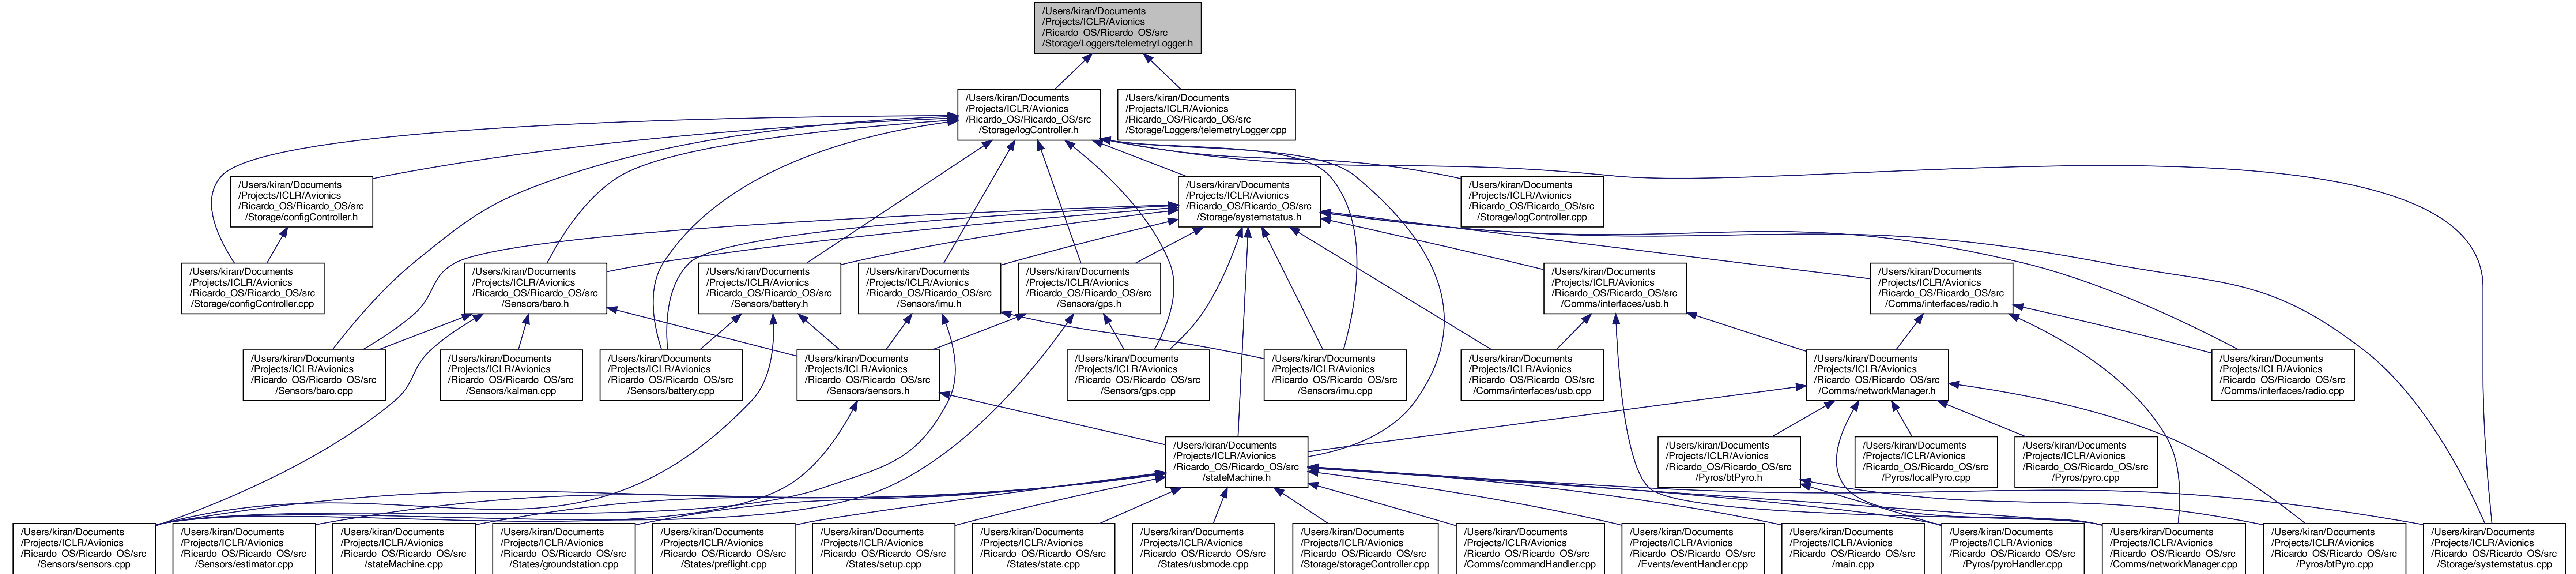 /Users/kiran/Documents
/Projects/ICLR/Avionics
/Ricardo_OS/Ricardo_OS/src
/Storage/Loggers/telemetryLogger.h
/Users/kiran/Documents
/Projects/ICLR/Avionics
/Ricardo_OS/Ricardo_OS/src
/Storage/logController.h
/Users/kiran/Documents
/Projects/ICLR/Avionics
/Ricardo_OS/Ricardo_OS/src
/Storage/Loggers/telemetryLogger.cpp
/Users/kiran/Documents
/Projects/ICLR/Avionics
/Ricardo_OS/Ricardo_OS/src
/Storage/configController.h
/Users/kiran/Documents
/Projects/ICLR/Avionics
/Ricardo_OS/Ricardo_OS/src
/Storage/systemstatus.h
/Users/kiran/Documents
/Projects/ICLR/Avionics
/Ricardo_OS/Ricardo_OS/src
/Storage/logController.cpp
/Users/kiran/Documents
/Projects/ICLR/Avionics
/Ricardo_OS/Ricardo_OS/src
/Storage/configController.cpp
/Users/kiran/Documents
/Projects/ICLR/Avionics
/Ricardo_OS/Ricardo_OS/src
/Sensors/baro.h
/Users/kiran/Documents
/Projects/ICLR/Avionics
/Ricardo_OS/Ricardo_OS/src
/Sensors/battery.h
/Users/kiran/Documents
/Projects/ICLR/Avionics
/Ricardo_OS/Ricardo_OS/src
/Sensors/imu.h
/Users/kiran/Documents
/Projects/ICLR/Avionics
/Ricardo_OS/Ricardo_OS/src
/Sensors/gps.h
/Users/kiran/Documents
/Projects/ICLR/Avionics
/Ricardo_OS/Ricardo_OS/src
/Comms/interfaces/usb.h
/Users/kiran/Documents
/Projects/ICLR/Avionics
/Ricardo_OS/Ricardo_OS/src
/Comms/interfaces/radio.h
/Users/kiran/Documents
/Projects/ICLR/Avionics
/Ricardo_OS/Ricardo_OS/src
/Sensors/baro.cpp
/Users/kiran/Documents
/Projects/ICLR/Avionics
/Ricardo_OS/Ricardo_OS/src
/Sensors/kalman.cpp
/Users/kiran/Documents
/Projects/ICLR/Avionics
/Ricardo_OS/Ricardo_OS/src
/Sensors/battery.cpp
/Users/kiran/Documents
/Projects/ICLR/Avionics
/Ricardo_OS/Ricardo_OS/src
/Sensors/sensors.h
/Users/kiran/Documents
/Projects/ICLR/Avionics
/Ricardo_OS/Ricardo_OS/src
/Sensors/gps.cpp
/Users/kiran/Documents
/Projects/ICLR/Avionics
/Ricardo_OS/Ricardo_OS/src
/Sensors/imu.cpp
/Users/kiran/Documents
/Projects/ICLR/Avionics
/Ricardo_OS/Ricardo_OS/src
/Comms/interfaces/usb.cpp
/Users/kiran/Documents
/Projects/ICLR/Avionics
/Ricardo_OS/Ricardo_OS/src
/Comms/networkManager.h
/Users/kiran/Documents
/Projects/ICLR/Avionics
/Ricardo_OS/Ricardo_OS/src
/Comms/interfaces/radio.cpp
/Users/kiran/Documents
/Projects/ICLR/Avionics
/Ricardo_OS/Ricardo_OS/src
/stateMachine.h
/Users/kiran/Documents
/Projects/ICLR/Avionics
/Ricardo_OS/Ricardo_OS/src
/Pyros/btPyro.h
/Users/kiran/Documents
/Projects/ICLR/Avionics
/Ricardo_OS/Ricardo_OS/src
/Pyros/localPyro.cpp
/Users/kiran/Documents
/Projects/ICLR/Avionics
/Ricardo_OS/Ricardo_OS/src
/Pyros/pyro.cpp
/Users/kiran/Documents
/Projects/ICLR/Avionics
/Ricardo_OS/Ricardo_OS/src
/Sensors/sensors.cpp
/Users/kiran/Documents
/Projects/ICLR/Avionics
/Ricardo_OS/Ricardo_OS/src
/Sensors/estimator.cpp
/Users/kiran/Documents
/Projects/ICLR/Avionics
/Ricardo_OS/Ricardo_OS/src
/stateMachine.cpp
/Users/kiran/Documents
/Projects/ICLR/Avionics
/Ricardo_OS/Ricardo_OS/src
/States/groundstation.cpp
/Users/kiran/Documents
/Projects/ICLR/Avionics
/Ricardo_OS/Ricardo_OS/src
/States/preflight.cpp
/Users/kiran/Documents
/Projects/ICLR/Avionics
/Ricardo_OS/Ricardo_OS/src
/States/setup.cpp
/Users/kiran/Documents
/Projects/ICLR/Avionics
/Ricardo_OS/Ricardo_OS/src
/States/state.cpp
/Users/kiran/Documents
/Projects/ICLR/Avionics
/Ricardo_OS/Ricardo_OS/src
/States/usbmode.cpp
/Users/kiran/Documents
/Projects/ICLR/Avionics
/Ricardo_OS/Ricardo_OS/src
/Storage/storageController.cpp
/Users/kiran/Documents
/Projects/ICLR/Avionics
/Ricardo_OS/Ricardo_OS/src
/Comms/commandHandler.cpp
/Users/kiran/Documents
/Projects/ICLR/Avionics
/Ricardo_OS/Ricardo_OS/src
/Events/eventHandler.cpp
/Users/kiran/Documents
/Projects/ICLR/Avionics
/Ricardo_OS/Ricardo_OS/src
/main.cpp
/Users/kiran/Documents
/Projects/ICLR/Avionics
/Ricardo_OS/Ricardo_OS/src
/Pyros/pyroHandler.cpp
/Users/kiran/Documents
/Projects/ICLR/Avionics
/Ricardo_OS/Ricardo_OS/src
/Comms/networkManager.cpp
/Users/kiran/Documents
/Projects/ICLR/Avionics
/Ricardo_OS/Ricardo_OS/src
/Pyros/btPyro.cpp
/Users/kiran/Documents
/Projects/ICLR/Avionics
/Ricardo_OS/Ricardo_OS/src
/Storage/systemstatus.cpp